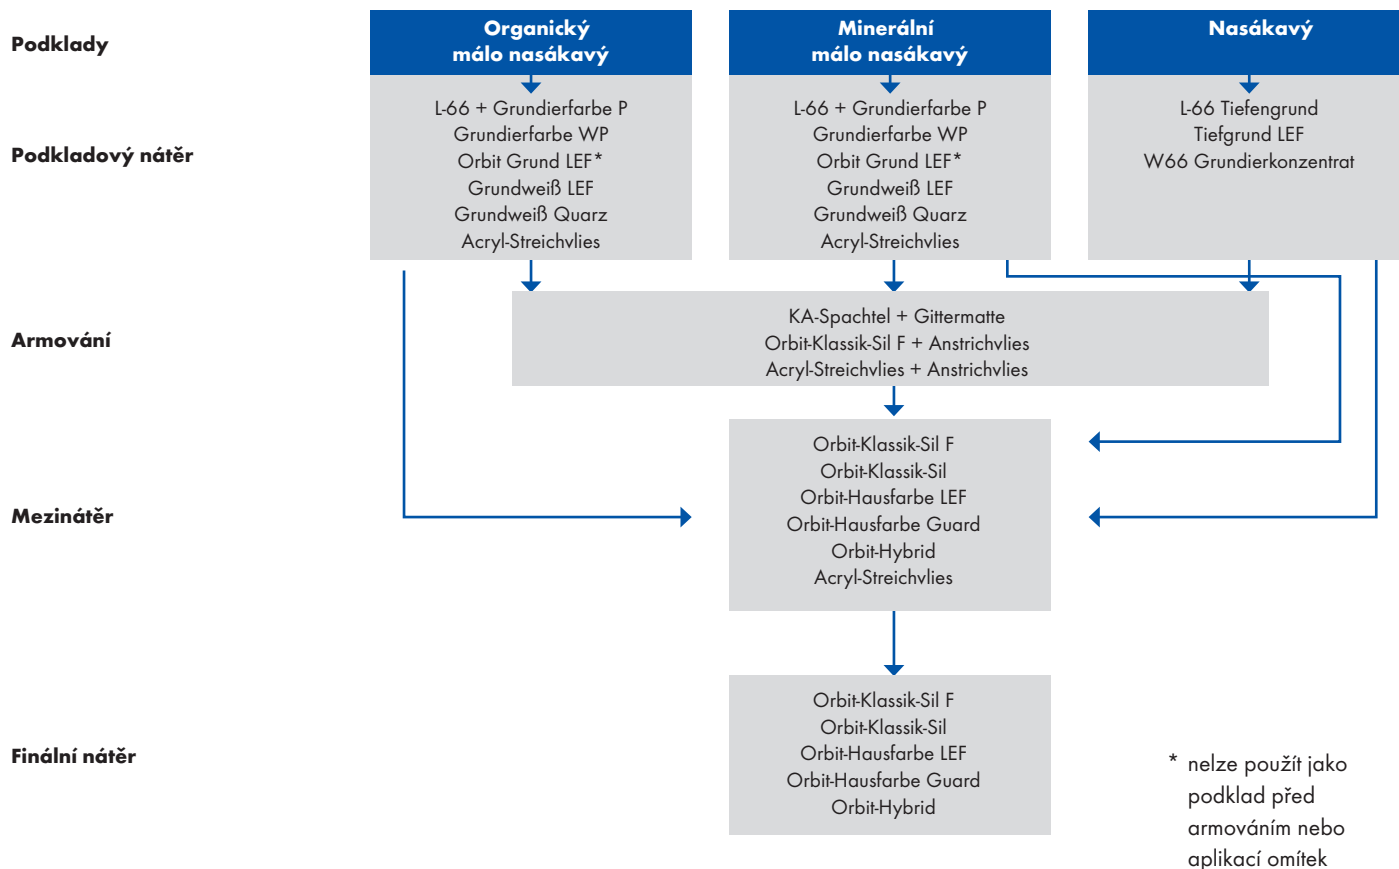 Podklady
Organický
málo nasákavý
Minerální
málo nasákavý
Nasákavý
Podkladový nátěr
L-66 + Grundierfarbe P
Grundierfarbe WP
Orbit Grund LEF*
Grundweiß LEF
Grundweiß Quarz
Acryl-Streichvlies
L-66 + Grundierfarbe P
Grundierfarbe WP
Orbit Grund LEF*
Grundweiß LEF
Grundweiß Quarz
Acryl-Streichvlies
L-66 Tiefengrund
Tiefgrund LEF
W66 Grundierkonzentrat
Armování
KA-Spachtel + Gittermatte
Orbit-Klassik-Sil F + Anstrichvlies
Acryl-Streichvlies + Anstrichvlies
Mezinátěr
Orbit-Klassik-Sil F
Orbit-Klassik-Sil
Orbit-Hausfarbe LEF
Orbit-Hausfarbe Guard
Orbit-Hybrid
Acryl-Streichvlies
Finální nátěr
Orbit-Klassik-Sil F
Orbit-Klassik-Sil
Orbit-Hausfarbe LEF
Orbit-Hausfarbe Guard
Orbit-Hybrid
* nelze použít jako
podklad před
armováním nebo
aplikací omítek